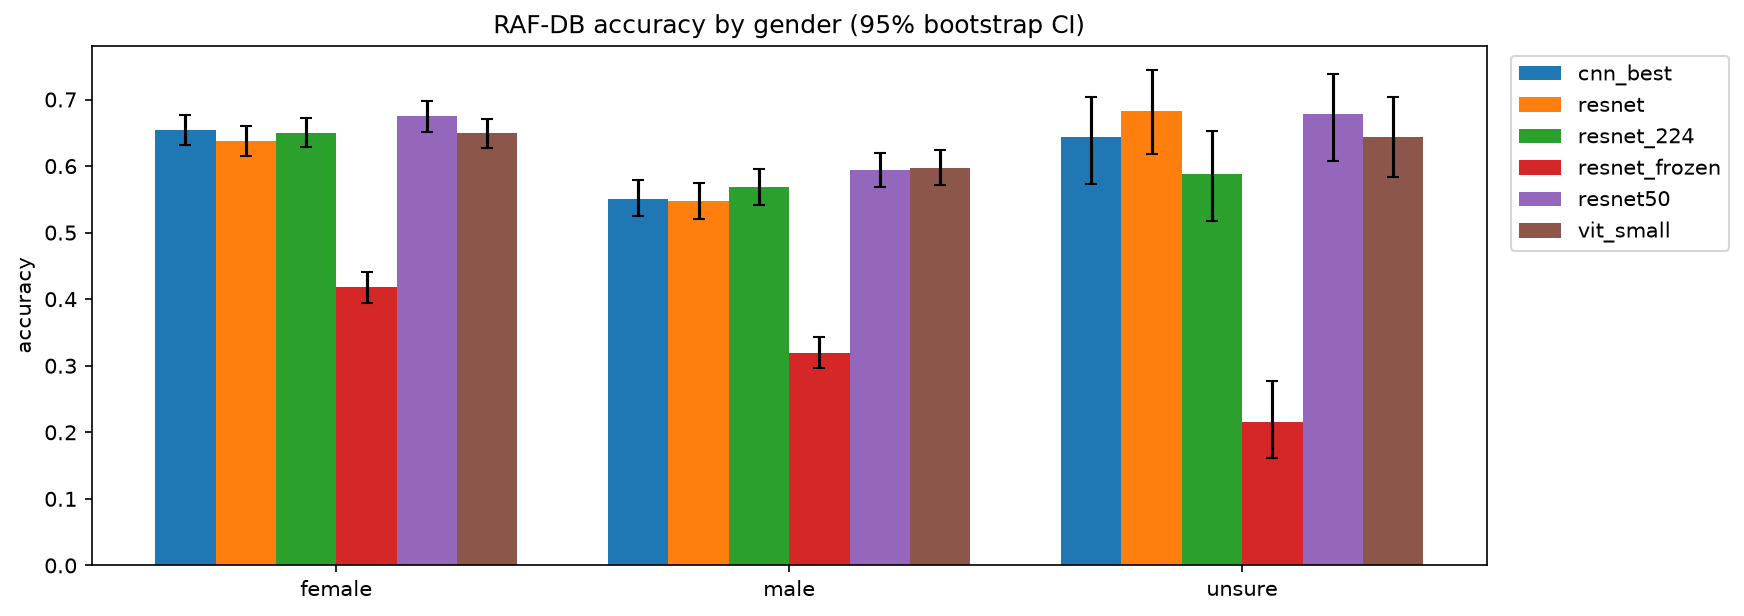 RAF-DB accuracy by gender (95% bootstrap CI)
accuracy
0.7
0.6
0.5
0.4
0.3
0.2
0.1
0.0
female
male
unsure
cnn_best
resnet
resnet_224
resnet_frozen
resnet50
vit_small